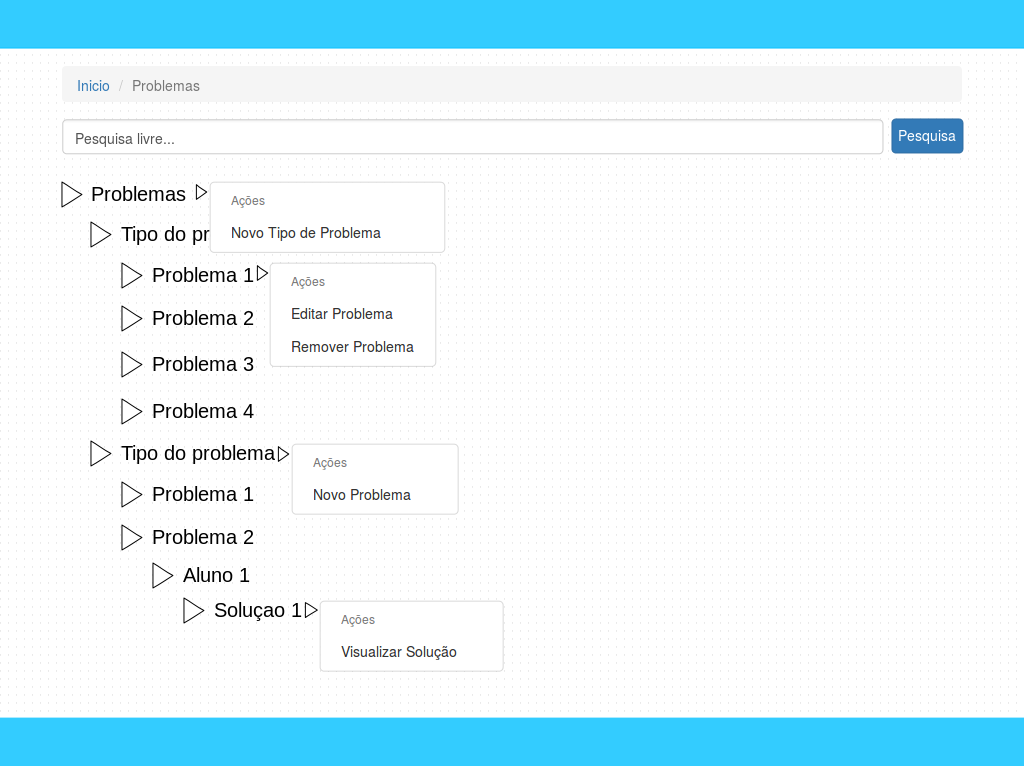 Inicio / Problemas
Pesquisa livre...
Pesquisa
Problemas
Ações
Novo Tipo de Problema
Tipo do pr
Problema 1
Ações
Editar Problema
Remover Problema
Problema 2
Problema 3
Problema 4
Tipo do problema
Ações
Novo Problema
Problema 1
Problema 2
Aluno 1
Soluçao 1
Ações
Visualizar Solução